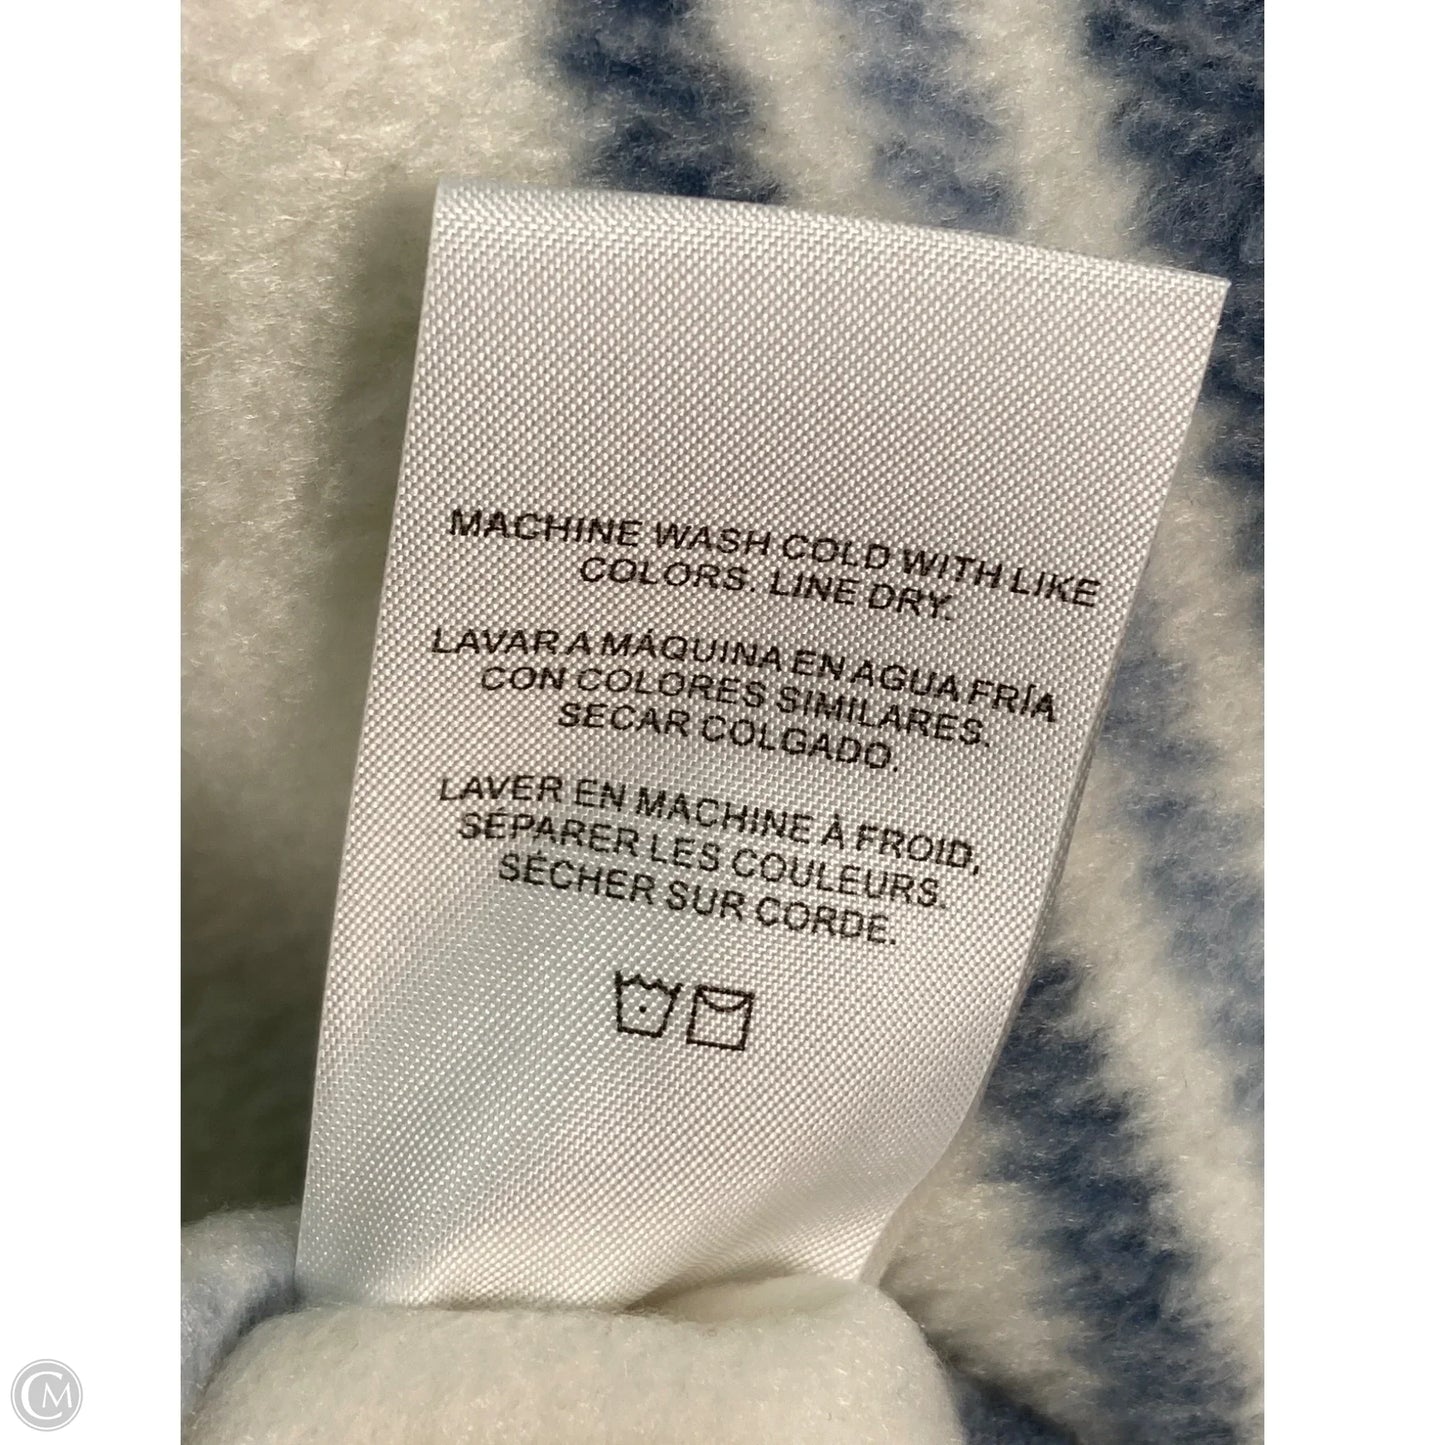 MACHINE WASH COLD WITH LIKE
COLORS. LINE DRY.
LAVAR A MÁQUINA EN AGUA FRÍA
CON COLORES SIMILARES.
SECAR COLGADO.
LAVER EN MACHINE À FROID,
SÉPARER LES COULEURS.
SÉCHER SUR CORDE.
CM